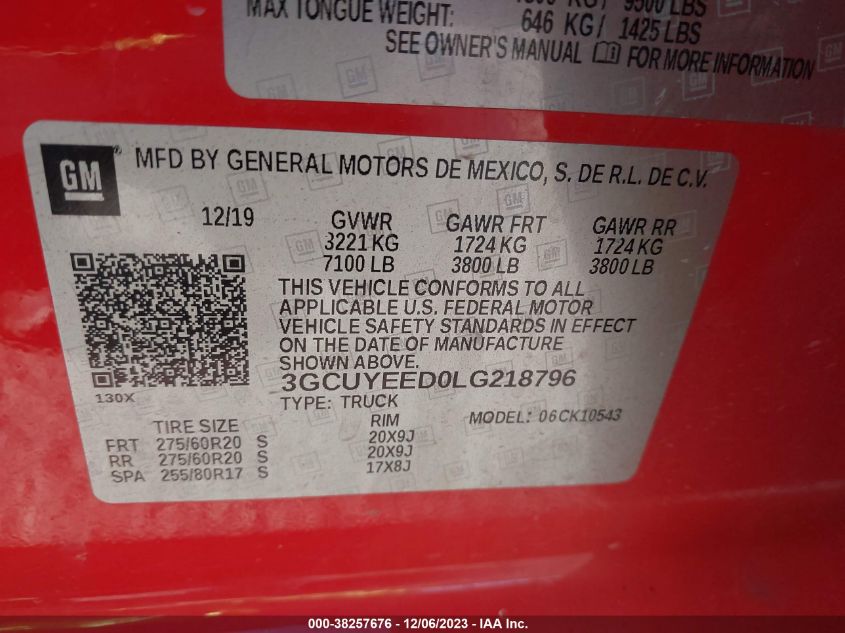 MAX TONGUE WEIGHT: 646 KG / 1425 LBS
SEE OWNER'S MANUAL FOR MORE INFORMATION
GM
MFD BY GENERAL MOTORS DE MEXICO, S. DE R.L. DE C.V.
12/19 GVWR GAWR FRT GAWR RR
3221 KG 1724 KG 1724 KG
7100 LB 3800 LB 3800 LB
THIS VEHICLE CONFORMS TO ALL
APPLICABLE U.S. FEDERAL MOTOR
VEHICLE SAFETY STANDARDS IN EFFECT
ON THE DATE OF MANUFACTURE
SHOWN ABOVE.
3GCUYEED0LG218796
130X
TYPE: TRUCK
MODEL: 06CK10543
TIRE SIZE RIM
FRT 275/60R20 S 20X9J
RR 275/60R20 S 20X9J
SPA 255/80R17 S 17X8J
000-38257676 - 12/06/2023 - IAA Inc.